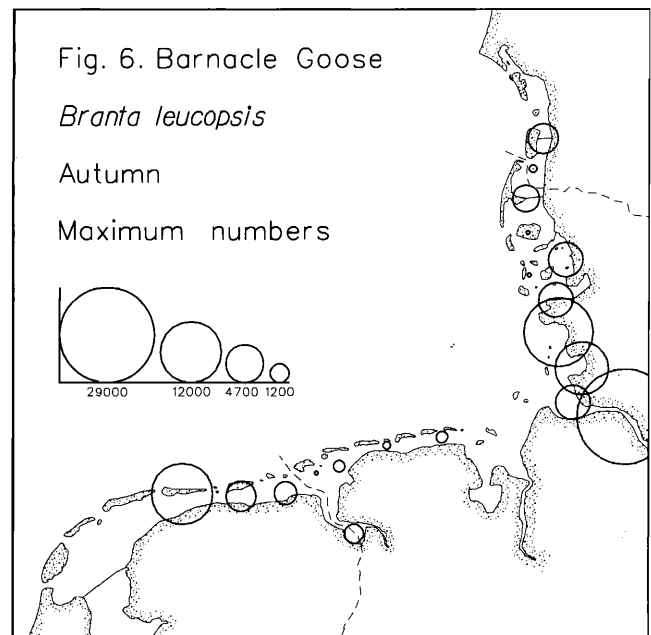 Fig. 6. Barnacle Goose
Branta leucopsis
Autumn
Maximum numbers
29000 12000 4700 1200